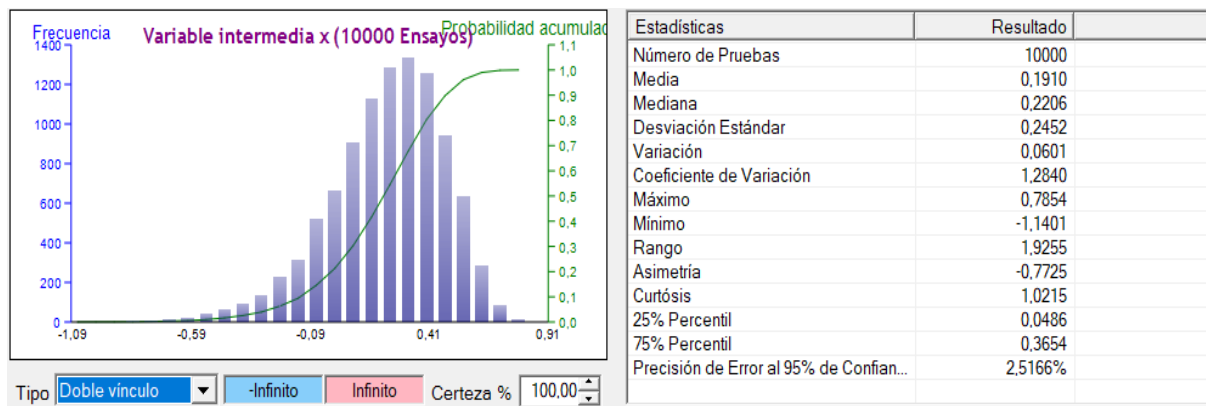 Frecuencia
Variable intermedia x (10000 Ensayos)
Probabilidad acumulad
1400
1200
1000
800
600
400
200
0
1,1
1,0
0,9
0,8
0,7
0,6
0,5
0,4
0,3
0,2
0,1
0,0
-1,09 -0,59 -0,09 0,41 0,91
Tipo Doble vínculo -Infinito Infinito Certeza % 100,00
Estadísticas Resultado
Número de Pruebas 10000
Media 0,1910
Mediana 0,2206
Desviación Estándar 0,2452
Variación 0,0601
Coeficiente de Variación 1,2840
Máximo 0,7854
Mínimo -1,1401
Rango 1,9255
Asimetría -0,7725
Curtósis 1,0215
25% Percentil 0,0486
75% Percentil 0,3654
Precisión de Error al 95% de Confian... 2,5166%